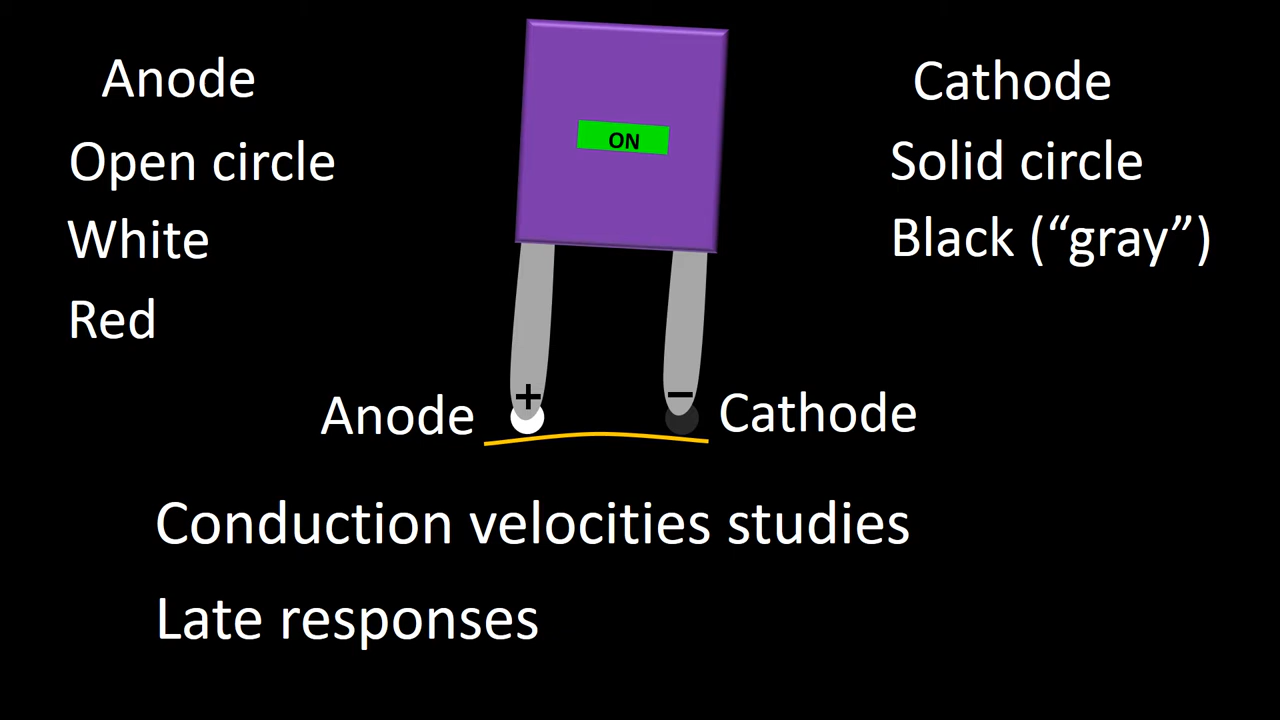 Anode
Open circle
White
Red
ON
Cathode
Solid circle
Black (“gray”)
+
−
Anode
Cathode
Conduction velocities studies
Late responses